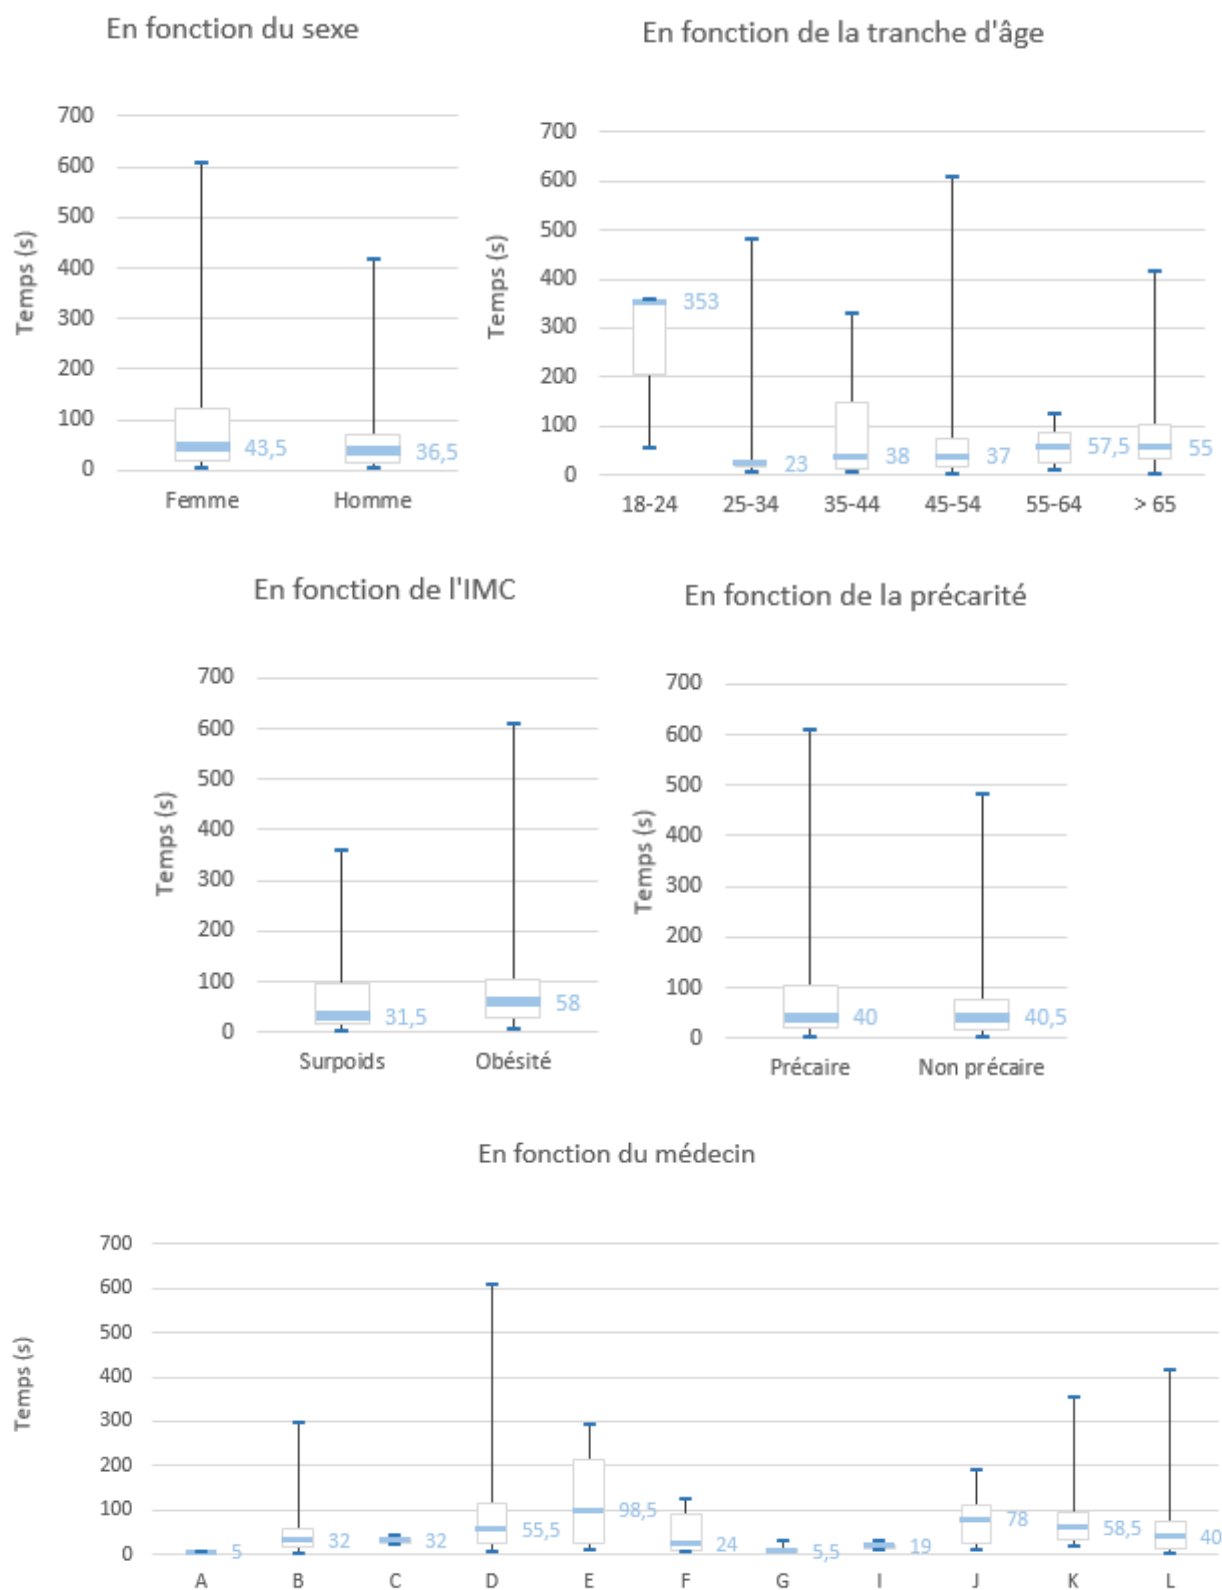 En fonction du sexe
700
600
500
400
300
200
100
0
Temps (s)
43,5
36,5
Femme
Homme
En fonction de la tranche d'âge
700
600
500
400
300
200
100
0
Temps (s)
353
23
38
37
57,5
55
18-24
25-34
35-44
45-54
55-64
> 65
En fonction de l'IMC
700
600
500
400
300
200
100
0
Temps (s)
31,5
58
Surpoids
Obésité
En fonction de la précarité
700
600
500
400
300
200
100
0
Temps (s)
40
40,5
Précaire
Non précaire
En fonction du médecin
700
600
500
400
300
200
100
0
Temps (s)
5
32
32
55,5
98,5
24
5,5
19
78
58,5
40
A
B
C
D
E
F
G
I
J
K
L